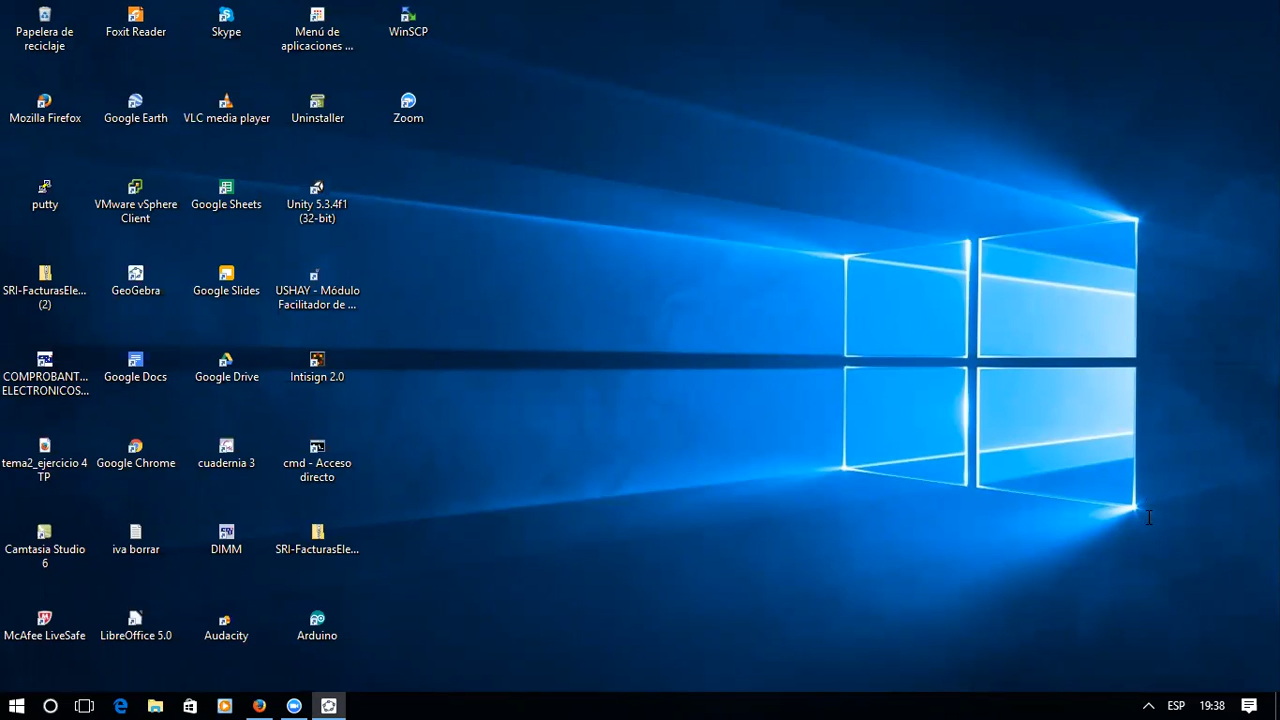 Papelera de
reciclaje
Foxit Reader
Skype
Menú de
aplicaciones ...
WinSCP
Mozilla Firefox
Google Earth
VLC media player
Uninstaller
Zoom
putty
VMware vSphere
Client
Google Sheets
Unity 5.3.4f1
(32-bit)
SRI-FacturasEle...
(2)
GeoGebra
Google Slides
USHAY - Módulo
Facilitador de ...
COMPROBANT...
ELECTRONICOS...
Google Docs
Google Drive
Intisign 2.0
tema2_ejercicio 4
TP
Google Chrome
cuadernia 3
cmd - Acceso
directo
Camtasia Studio
6
iva borrar
DIMM
SRI-FacturasEle...
McAfee LiveSafe
LibreOffice 5.0
Audacity
Arduino
ESP
19:38